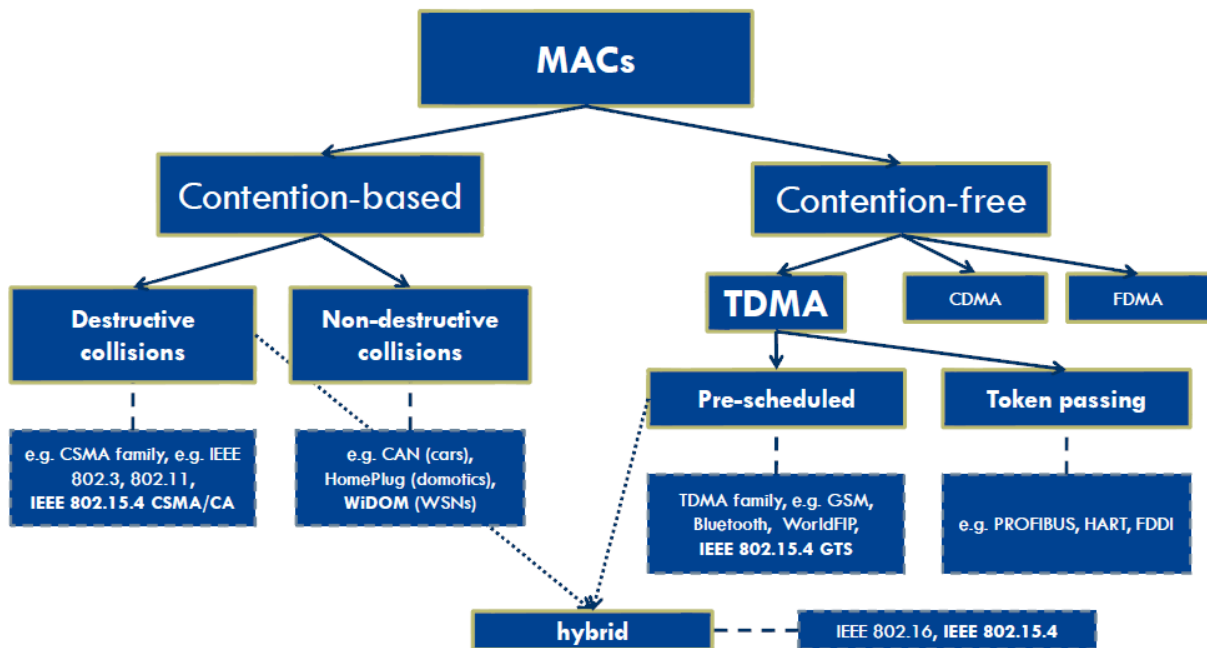 MACs
Contention-based
Contention-free
Destructive
collisions
Non-destructive
collisions
TDMA
CDMA
FDMA
Pre-scheduled
Token passing
e.g. CSMA family, e.g. IEEE
802.3, 802.11,
IEEE 802.15.4 CSMA/CA
e.g. CAN (cars),
HomePlug (domotics),
WiDOM (WSNs)
TDMA family, e.g. GSM,
Bluetooth, WorldFIP,
IEEE 802.15.4 GTS
e.g. PROFIBUS, HART, FDDI
hybrid
IEEE 802.16, IEEE 802.15.4